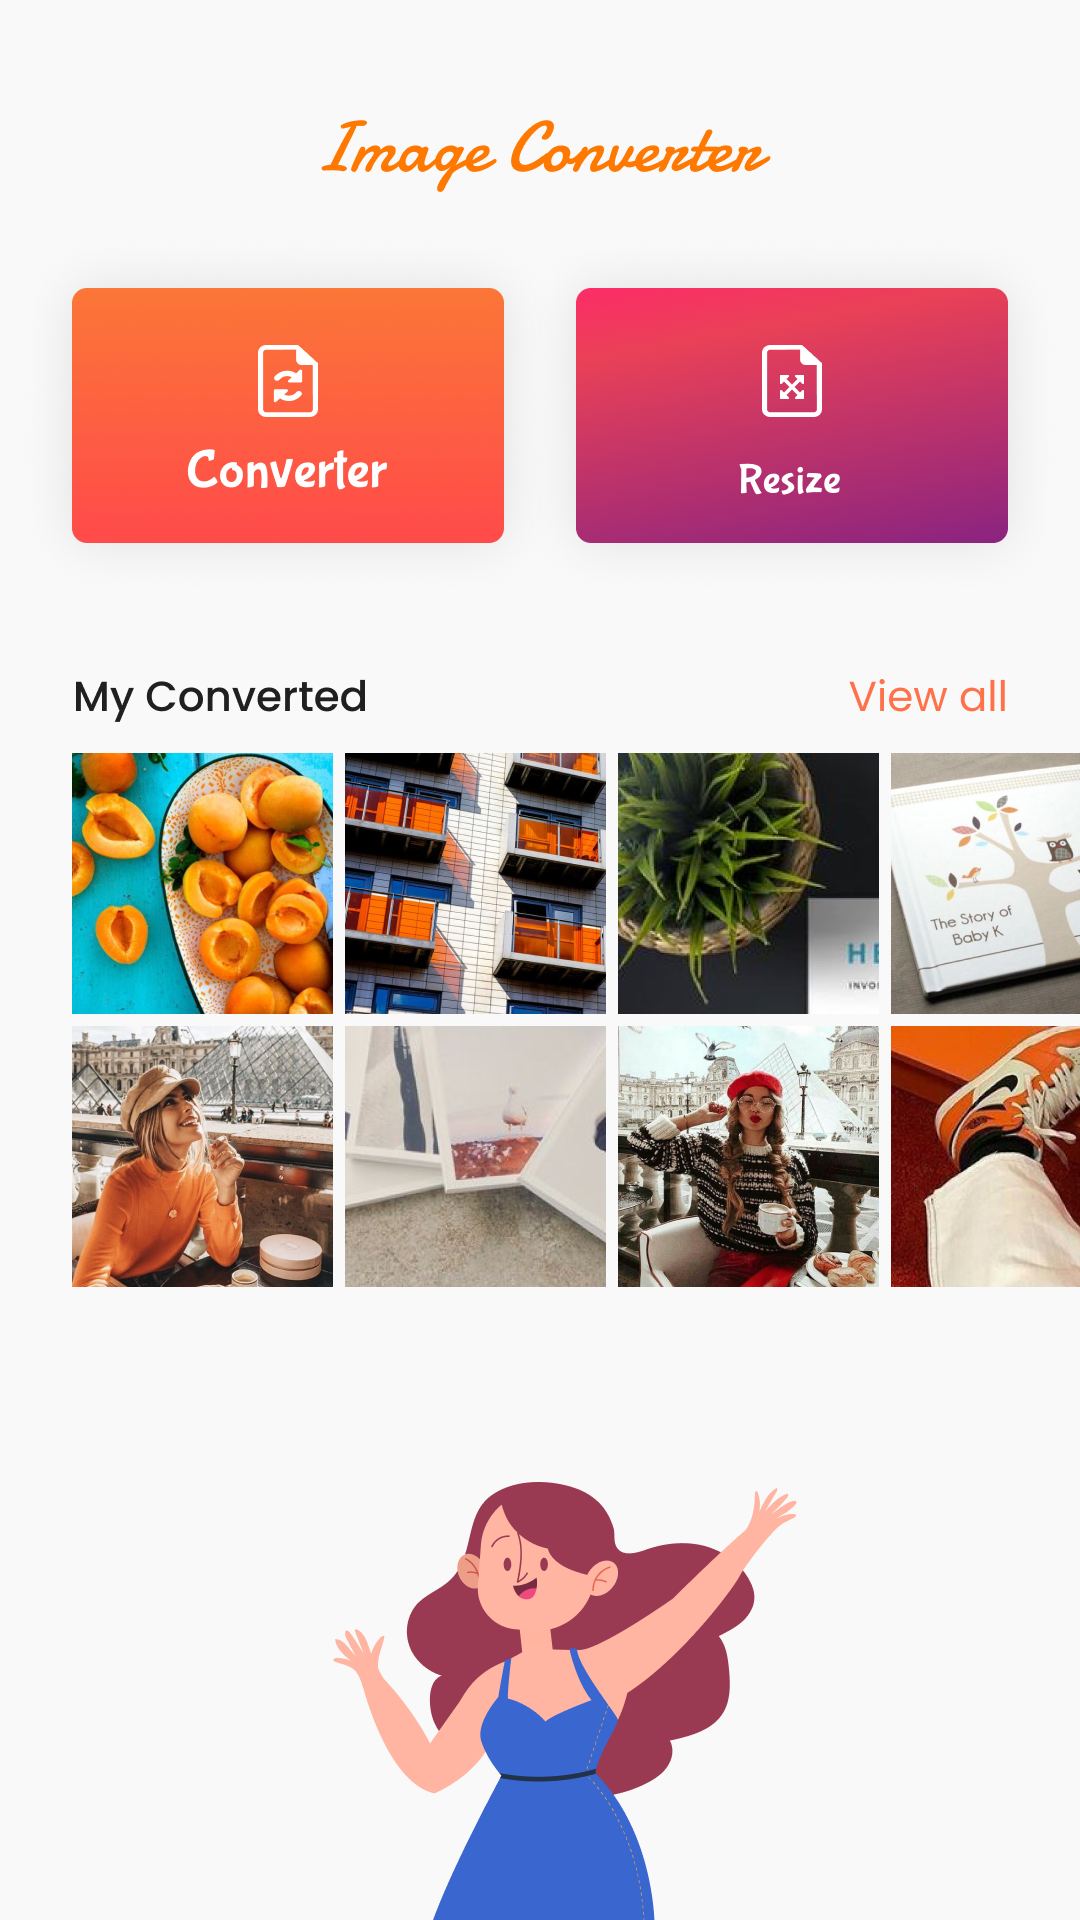 Image Converter
Converter
Resize
My Converted
View all
HE
INVO
The Story of
Baby K